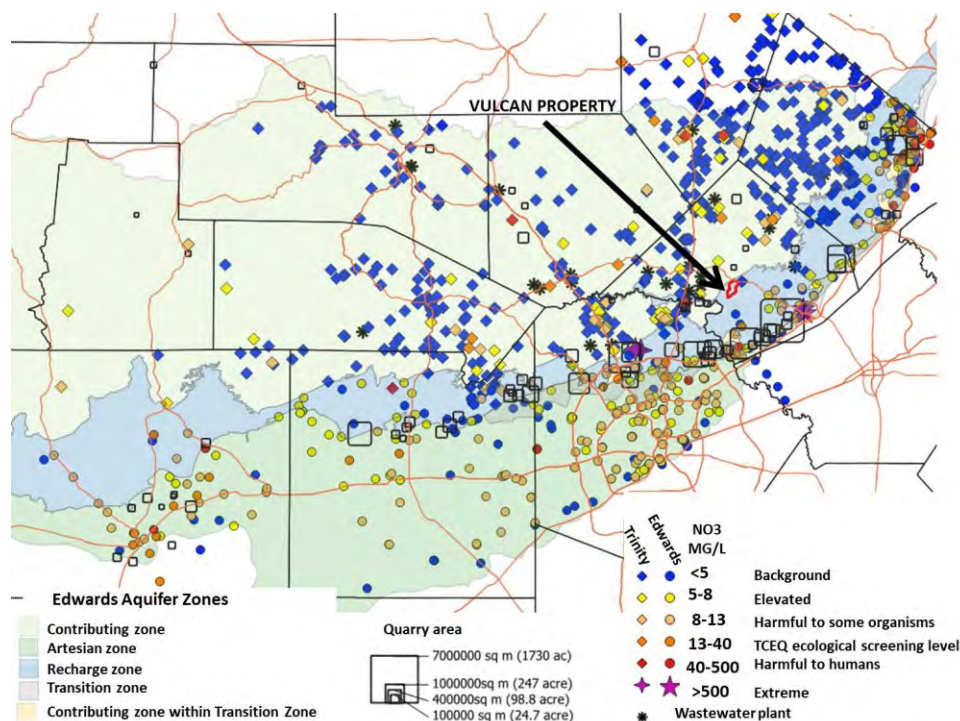 VULCAN PROPERTY
Edwards Aquifer Zones
Contributing zone
Artesian zone
Recharge zone
Transition zone
Contributing zone within Transition Zone
Quarry area
7000000 sq m (1730 ac)
1000000sq m (247 acre)
400000sq m (98.8 acre)
100000 sq m (24.7 acre)
Trinity
Edwards
NO3
MG/L
<5 Background
5-8 Elevated
8-13 Harmful to some organisms
13-40 TCEQ ecological screening level
40-500 Harmful to humans
>500 Extreme
Wastewater plant